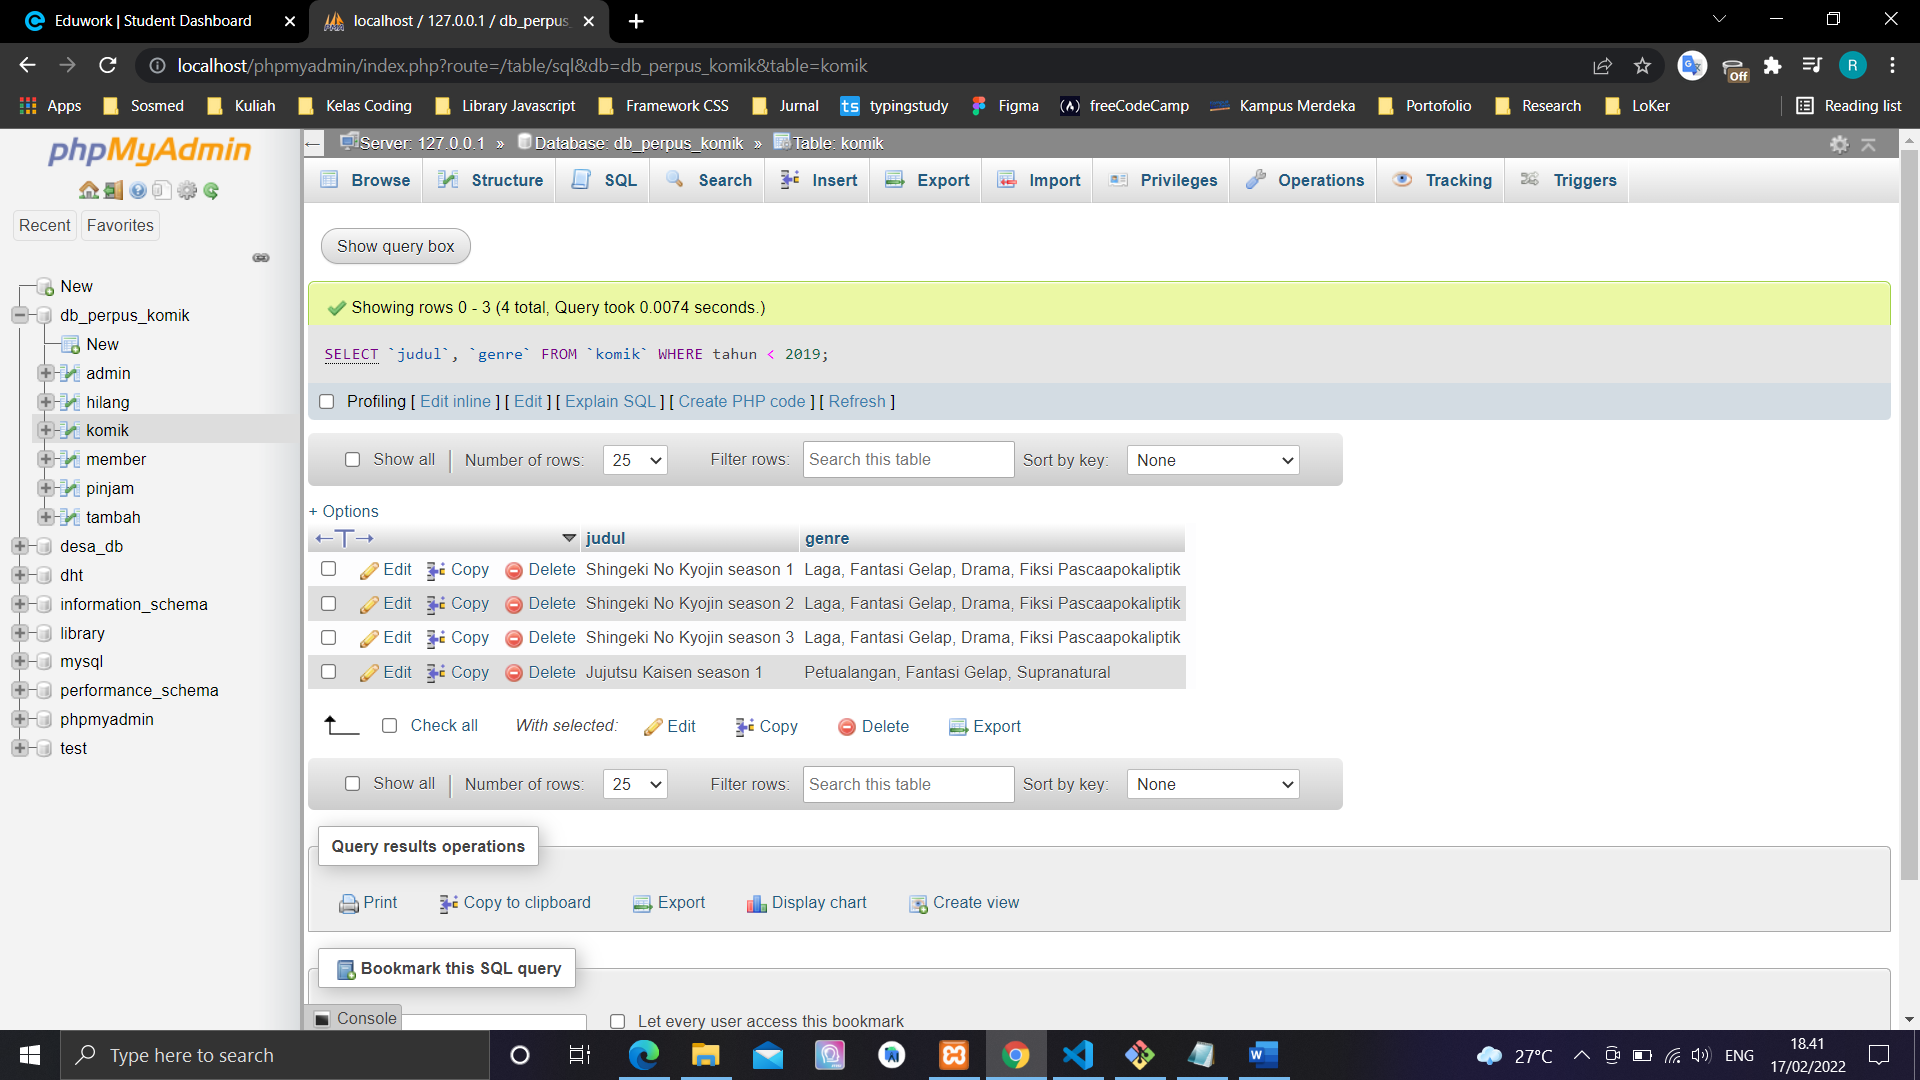 Eduwork | Student Dashboard
localhost / 127.0.0.1 / db_perpus
localhost/phpmyadmin/index.php?route=/table/sql&db=db_perpus_komik&table=komik
Off
R
Apps
Sosmed
Kuliah
Kelas Coding
Library Javascript
Framework CSS
Jurnal
ts typingstudy
Figma
(λ) freeCodeCamp
Kampus Merdeka
Portofolio
Research
LoKer
Reading list
phpMyAdmin
Recent
Favorites
New
db_perpus_komik
New
admin
hilang
komik
member
pinjam
tambah
desa_db
dht
information_schema
library
mysql
performance_schema
phpmyadmin
test
Server: 127.0.0.1 » Database: db_perpus_komik » Table: komik
Browse
Structure
SQL
Search
Insert
Export
Import
Privileges
Operations
Tracking
Triggers
Show query box
Showing rows 0 - 3 (4 total, Query took 0.0074 seconds.)
SELECT `judul`, `genre` FROM `komik` WHERE tahun < 2019;
Profiling [ Edit inline ] [ Edit ] [ Explain SQL ] [ Create PHP code ] [ Refresh ]
Show all | Number of rows: 25 Filter rows: Search this table Sort by key: None
+ Options
←T→ judul genre
Edit Copy Delete Shingeki No Kyojin season 1 Laga, Fantasi Gelap, Drama, Fiksi Pascaapokaliptik
Edit Copy Delete Shingeki No Kyojin season 2 Laga, Fantasi Gelap, Drama, Fiksi Pascaapokaliptik
Edit Copy Delete Shingeki No Kyojin season 3 Laga, Fantasi Gelap, Drama, Fiksi Pascaapokaliptik
Edit Copy Delete Jujutsu Kaisen season 1 Petualangan, Fantasi Gelap, Supranatural
Check all With selected: Edit Copy Delete Export
Show all | Number of rows: 25 Filter rows: Search this table Sort by key: None
Query results operations
Print
Copy to clipboard
Export
Display chart
Create view
Bookmark this SQL query
Console
Let every user access this bookmark
Type here to search
27°C
ENG
18.41
17/02/2022